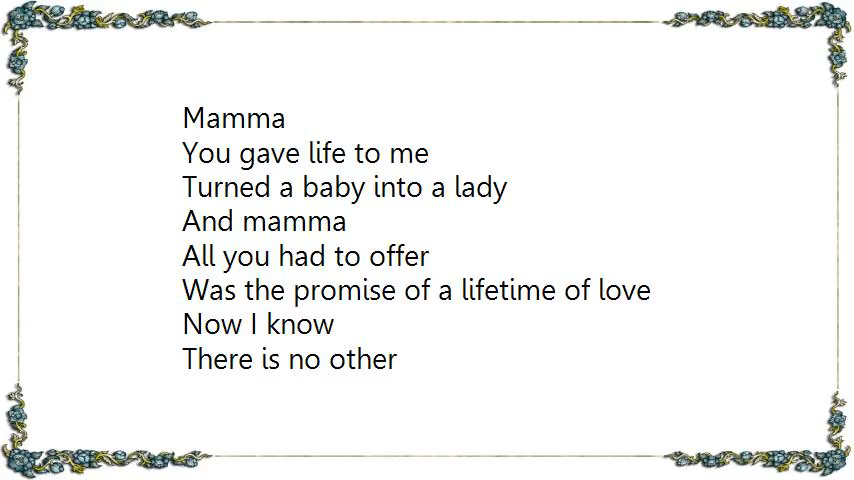 Mamma
You gave life to me
Turned a baby into a lady
And mamma
All you had to offer
Was the promise of a lifetime of love
Now I know
There is no other